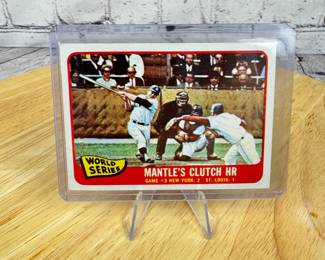 WORLD
SERIES
MANTLE'S CLUTCH HR
GAME #3 NEW YORK: 2 ST. LOUIS: 1